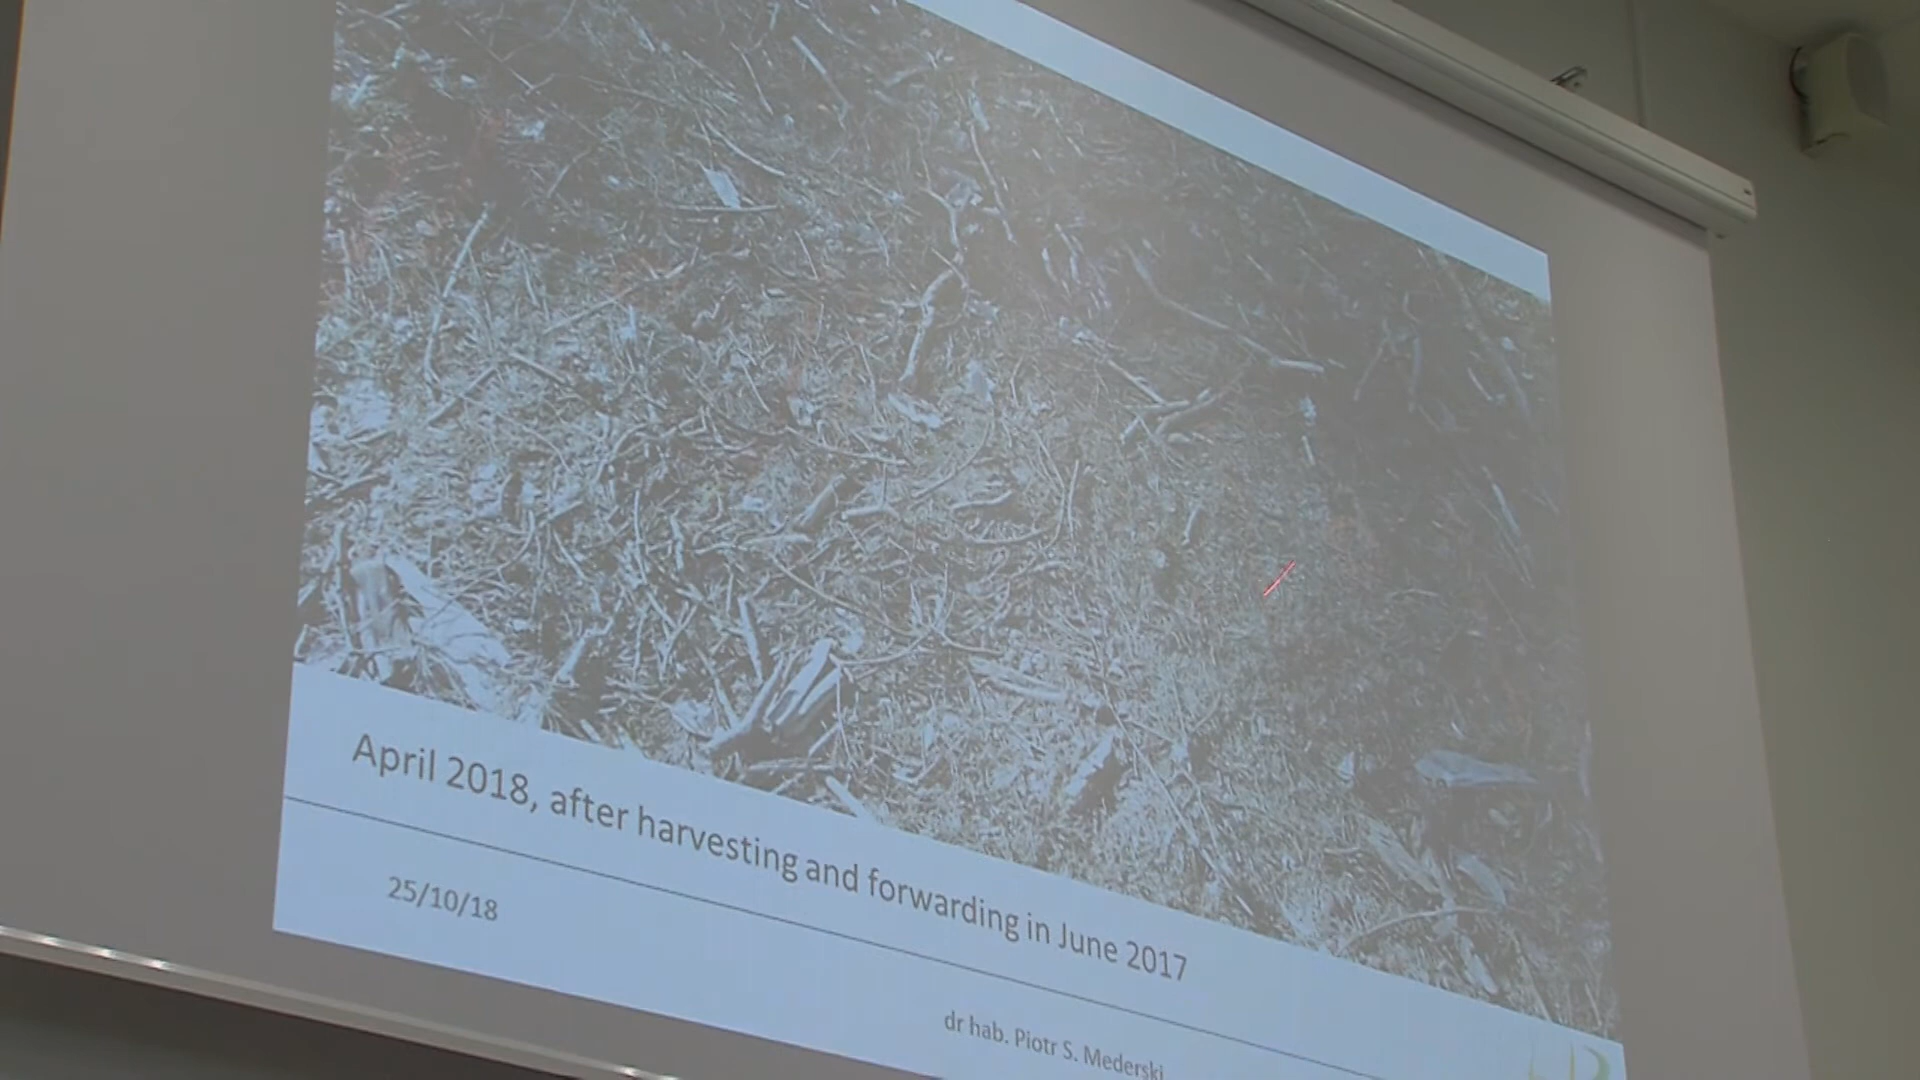 April 2018, after harvesting and forwarding in June 2017
25/10/18
dr hab. Piotr S. Mederski